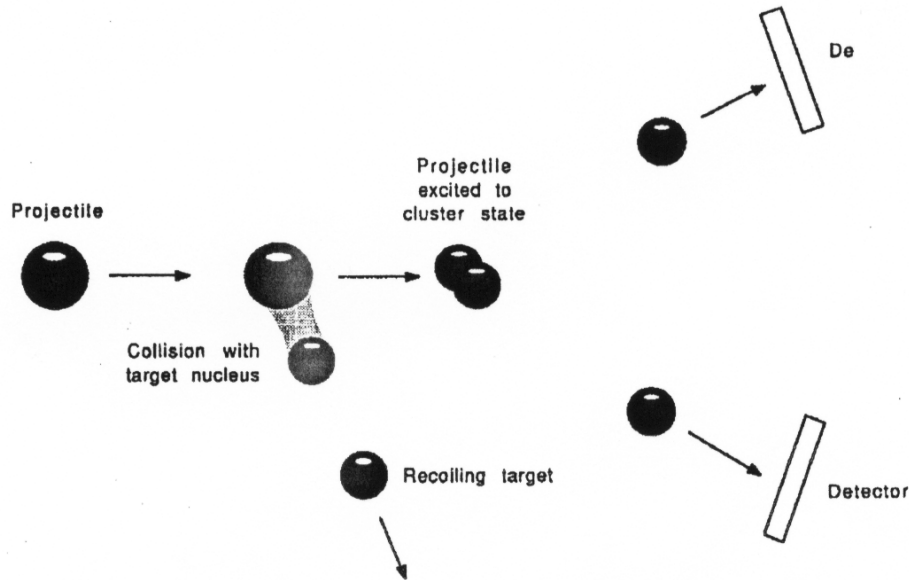 De
Projectile
excited to
cluster state
Projectile
Collision with
target nucleus
Recoiling target
Detector